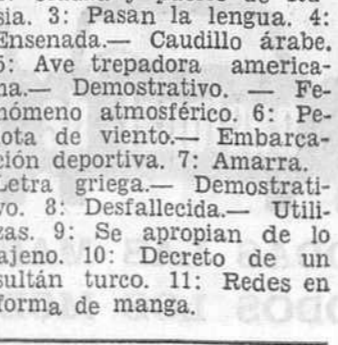 sia. 3: Pasan la lengua. 4:
Ensenada.— Caudillo árabe.
5: Ave trepadora america-
na.— Demostrativo. — Fe-
nómeno atmosférico. 6: Pe-
lota de viento.— Embarca-
ción deportiva. 7: Amarra.
Letra griega.— Demostrati-
vo. 8: Desfallecida.— Utili-
zas. 9: Se apropian de lo
ajeno. 10: Decreto de un
sultán turco. 11: Redes en
forma de manga.